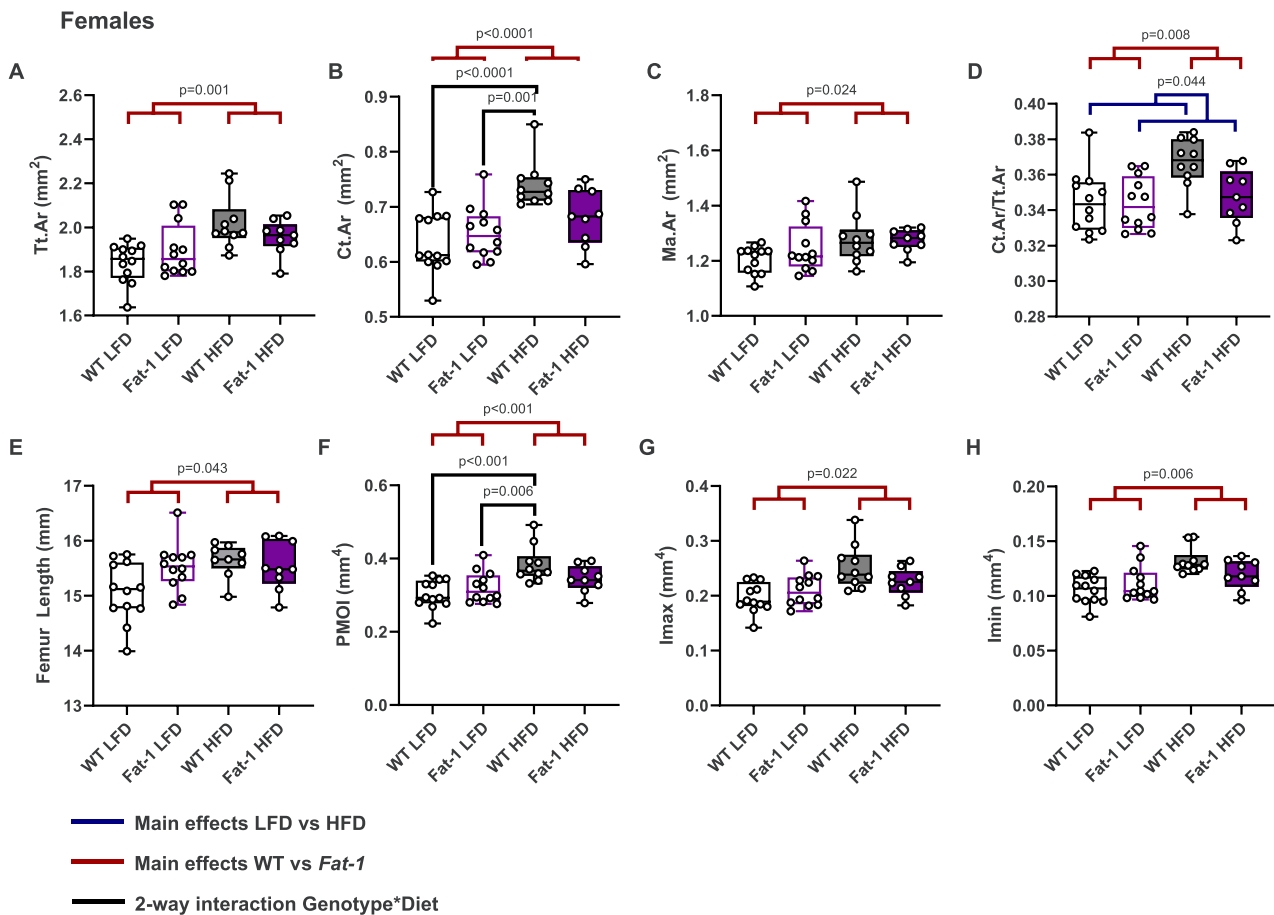 Females
A
p=0.001
Tt.Ar (mm²)
2.6
2.4
2.2
2.0
1.8
1.6
WT LFD
Fat-1 LFD
WT HFD
Fat-1 HFD
B
p<0.0001
p<0.0001
p=0.001
Ct.Ar (mm²)
0.9
0.8
0.7
0.6
0.5
WT LFD
Fat-1 LFD
WT HFD
Fat-1 HFD
C
p=0.024
Ma.Ar (mm²)
1.8
1.6
1.4
1.2
1.0
WT LFD
Fat-1 LFD
WT HFD
Fat-1 HFD
D
p=0.008
p=0.044
Ct.Ar/Tt.Ar
0.40
0.38
0.36
0.34
0.32
0.30
0.28
WT LFD
Fat-1 LFD
WT HFD
Fat-1 HFD
E
p=0.043
Femur Length (mm)
17
16
15
14
13
WT LFD
Fat-1 LFD
WT HFD
Fat-1 HFD
F
p<0.001
p<0.001
p=0.006
PMOI (mm⁴)
0.6
0.4
0.2
0.0
WT LFD
Fat-1 LFD
WT HFD
Fat-1 HFD
G
p=0.022
Imax (mm⁴)
0.4
0.3
0.2
0.1
0.0
WT LFD
Fat-1 LFD
WT HFD
Fat-1 HFD
H
p=0.006
Imin (mm⁴)
0.20
0.15
0.10
0.05
0.00
WT LFD
Fat-1 LFD
WT HFD
Fat-1 HFD
Main effects LFD vs HFD
Main effects WT vs Fat-1
2-way interaction Genotype*Diet